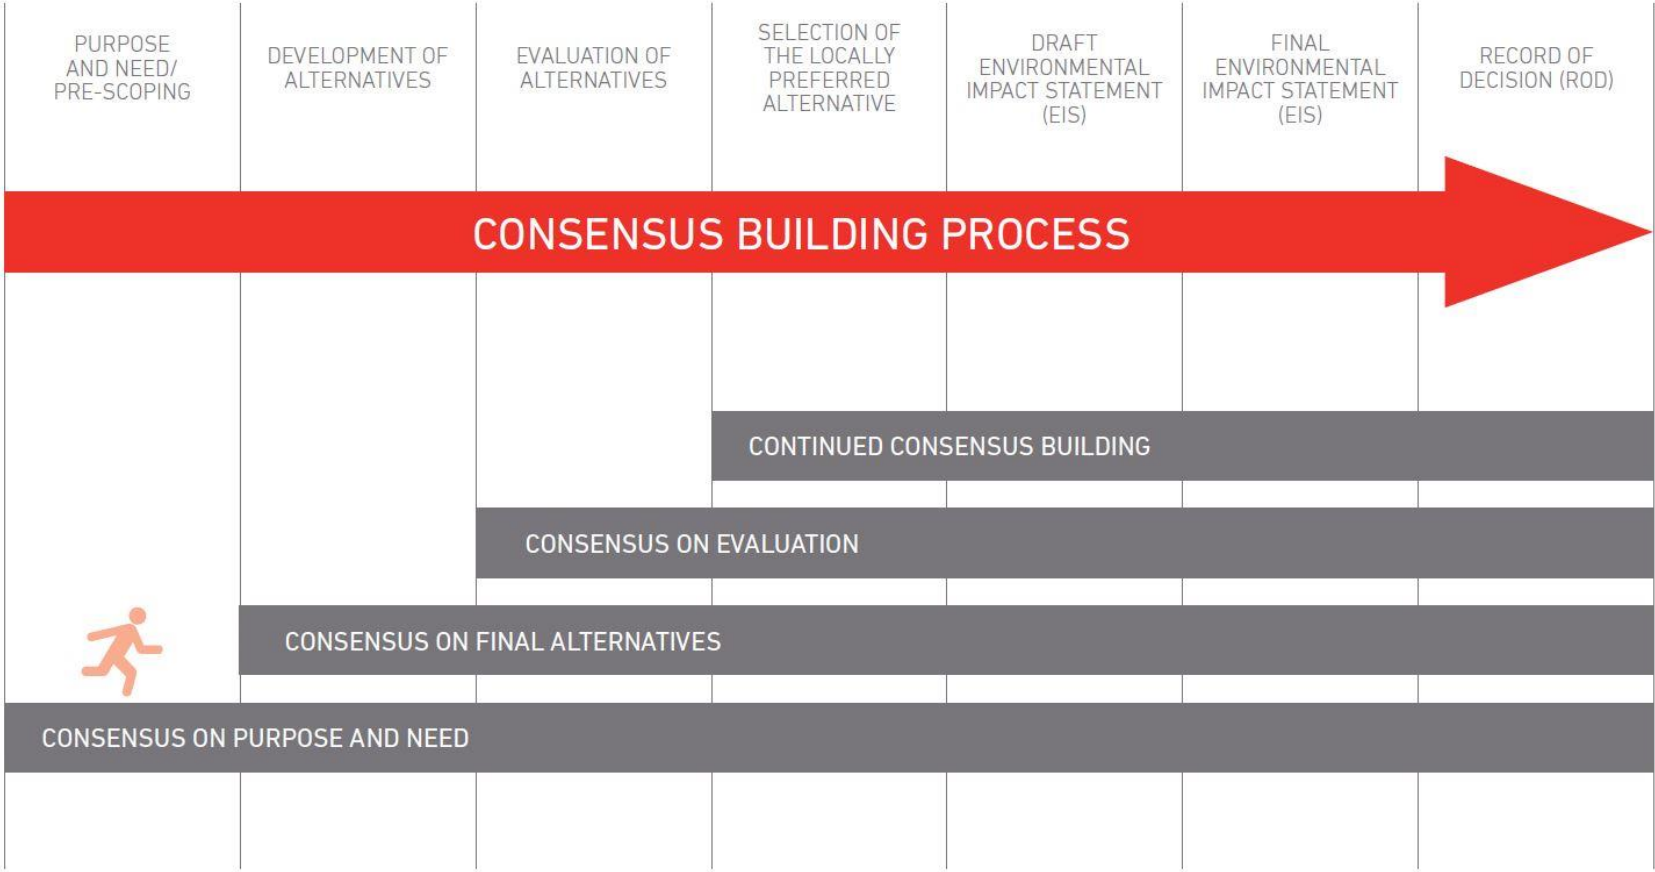 PURPOSE
AND NEED/
PRE-SCOPING
DEVELOPMENT OF
ALTERNATIVES
EVALUATION OF
ALTERNATIVES
SELECTION OF
THE LOCALLY
PREFERRED
ALTERNATIVE
DRAFT
ENVIRONMENTAL
IMPACT STATEMENT
(EIS)
FINAL
ENVIRONMENTAL
IMPACT STATEMENT
(EIS)
RECORD OF
DECISION (ROD)
CONSENSUS BUILDING PROCESS
CONTINUED CONSENSUS BUILDING
CONSENSUS ON EVALUATION
CONSENSUS ON FINAL ALTERNATIVES
CONSENSUS ON PURPOSE AND NEED